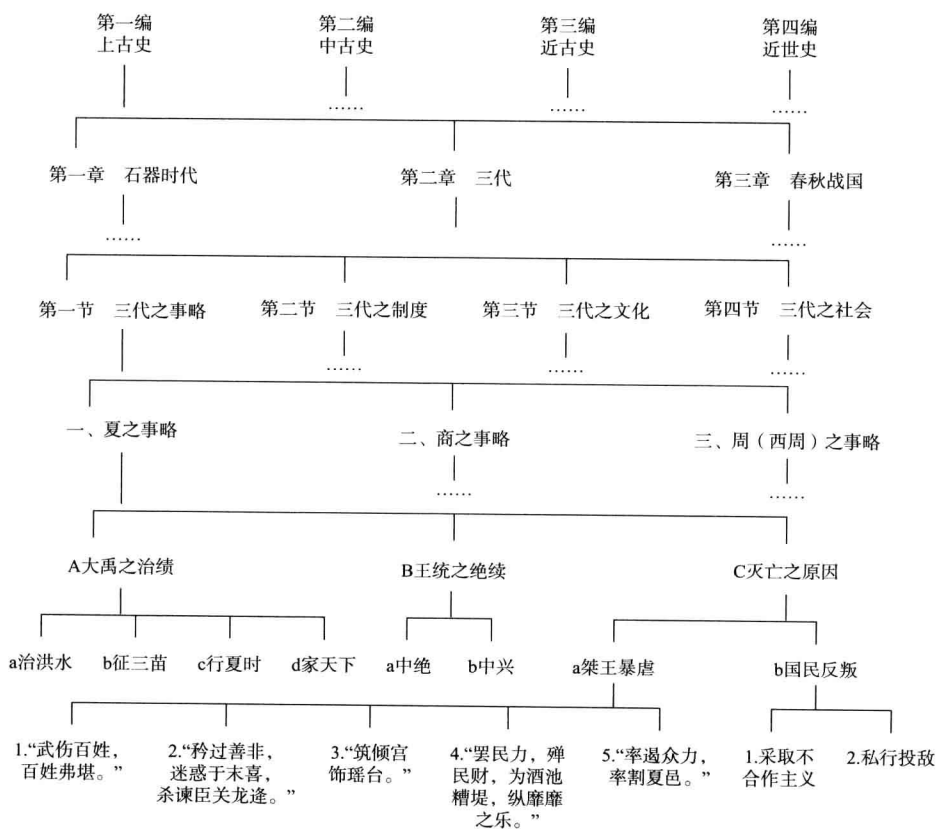 第一编 第二编 第三编 第四编
上古史 中古史 近古史 近世史
…… …… ……
第一章 石器时代 第二章 三代 第三章 春秋战国
…… ……
第一节 三代之事略 第二节 三代之制度 第三节 三代之文化 第四节 三代之社会
…… …… ……
一、夏之事略 二、商之事略 三、周（西周）之事略
…… ……
A大禹之治绩 B王统之绝续 C灭亡之原因
a治洪水 b征三苗 c行夏时 d家天下 a中绝 b中兴 a桀王暴虐 b国民反叛
1.“武伤百姓，
百姓弗堪。”
2.“矜过善非，
迷惑于末喜，
杀谏臣关龙逄。”
3.“筑倾宫
饰瑶台。”
4.“罢民力，殚
民财，为酒池
糟堤，纵靡靡
之乐。”
5.“率遏众力，
率割夏邑。”
1.采取不
合作主义
2.私行投敌